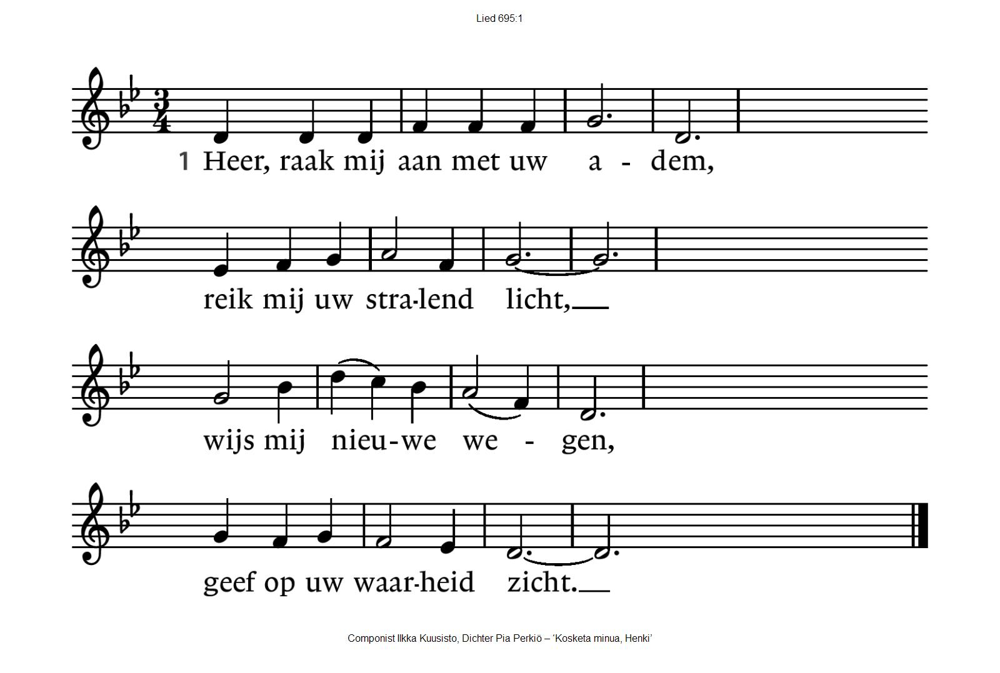 Lied 695:1
3
4
1 Heer, raak mij aan met uw a - dem,
reik mij uw stra-lend licht,
wijs mij nieu-we we - gen,
geef op uw waar-heid zicht.
Componist Ilkka Kuusisto, Dichter Pia Perkiö – ‘Kosketa minua, Henki’